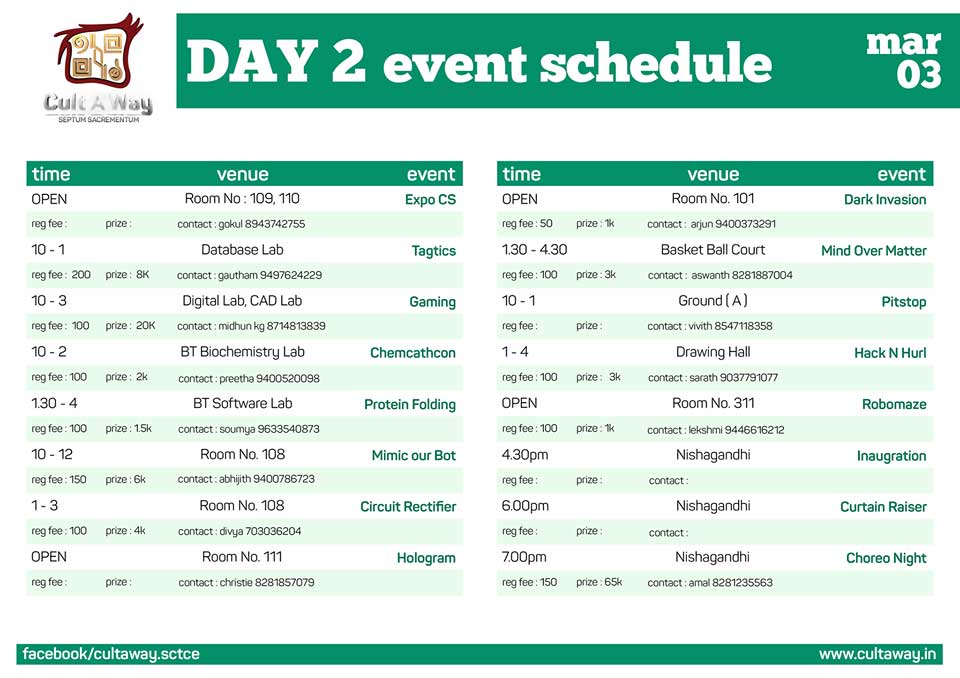 Cult A Way
SEPTUM SACREMENTUM
DAY 2 event schedule
mar
03
time venue event
OPEN Room No : 109, 110 Expo CS
reg fee : prize : contact : gokul 8943742755
10 - 1 Database Lab Tagtics
reg fee : 200 prize : 8K contact : gautham 9497624229
10 - 3 Digital Lab, CAD Lab Gaming
reg fee : 100 prize : 20K contact : midhun kg 8714813839
10 - 2 BT Biochemistry Lab Chemcathcon
reg fee : 100 prize : 2k contact : preetha 9400520098
1.30 - 4 BT Software Lab Protein Folding
reg fee : 100 prize : 1.5k contact : soumya 9633540873
10 - 12 Room No. 108 Mimic our Bot
reg fee : 150 prize : 6k contact : abhijith 9400786723
1 - 3 Room No. 108 Circuit Rectifier
reg fee : 100 prize : 4k contact : divya 703036204
OPEN Room No. 111 Hologram
reg fee : prize : contact : christie 8281857079
time venue event
OPEN Room No. 101 Dark Invasion
reg fee : 50 prize : 1k contact : arjun 9400373291
1.30 - 4.30 Basket Ball Court Mind Over Matter
reg fee : 100 prize : 3k contact : aswanth 8281887004
10 - 1 Ground ( A ) Pitstop
reg fee : prize : contact : vivith 8547118358
1 - 4 Drawing Hall Hack N Hurl
reg fee : 100 prize : 3k contact : sarath 9037791077
OPEN Room No. 311 Robomaze
reg fee : 100 prize : 1k contact : lekshmi 9446616212
4.30pm Nishagandhi Inaugration
reg fee : prize : contact :
6.00pm Nishagandhi Curtain Raiser
reg fee : prize : contact :
7.00pm Nishagandhi Choreo Night
reg fee : 150 prize : 65k contact : amal 8281235563
facebook/cultaway.sctce
www.cultaway.in